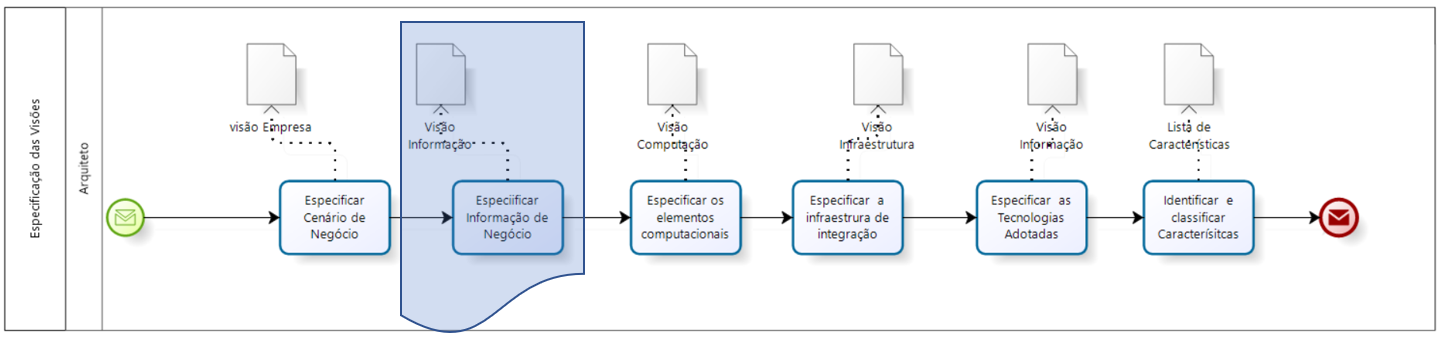 Especificação das Visões
Arquiteto
visão Empresa
Visão
Informação
Visão
Computação
Visão
Infraestrutura
Visão
Informação
Lista de
Características
Especificar
Cenário de
Negócio
Especiificar
Informação de
Negócio
Especificar os
elementos
computacionais
Especificar a
infraestrura de
integração
Especificar as
Tecnologias
Adotadas
Identificar e
classificar
Caracterísitcas